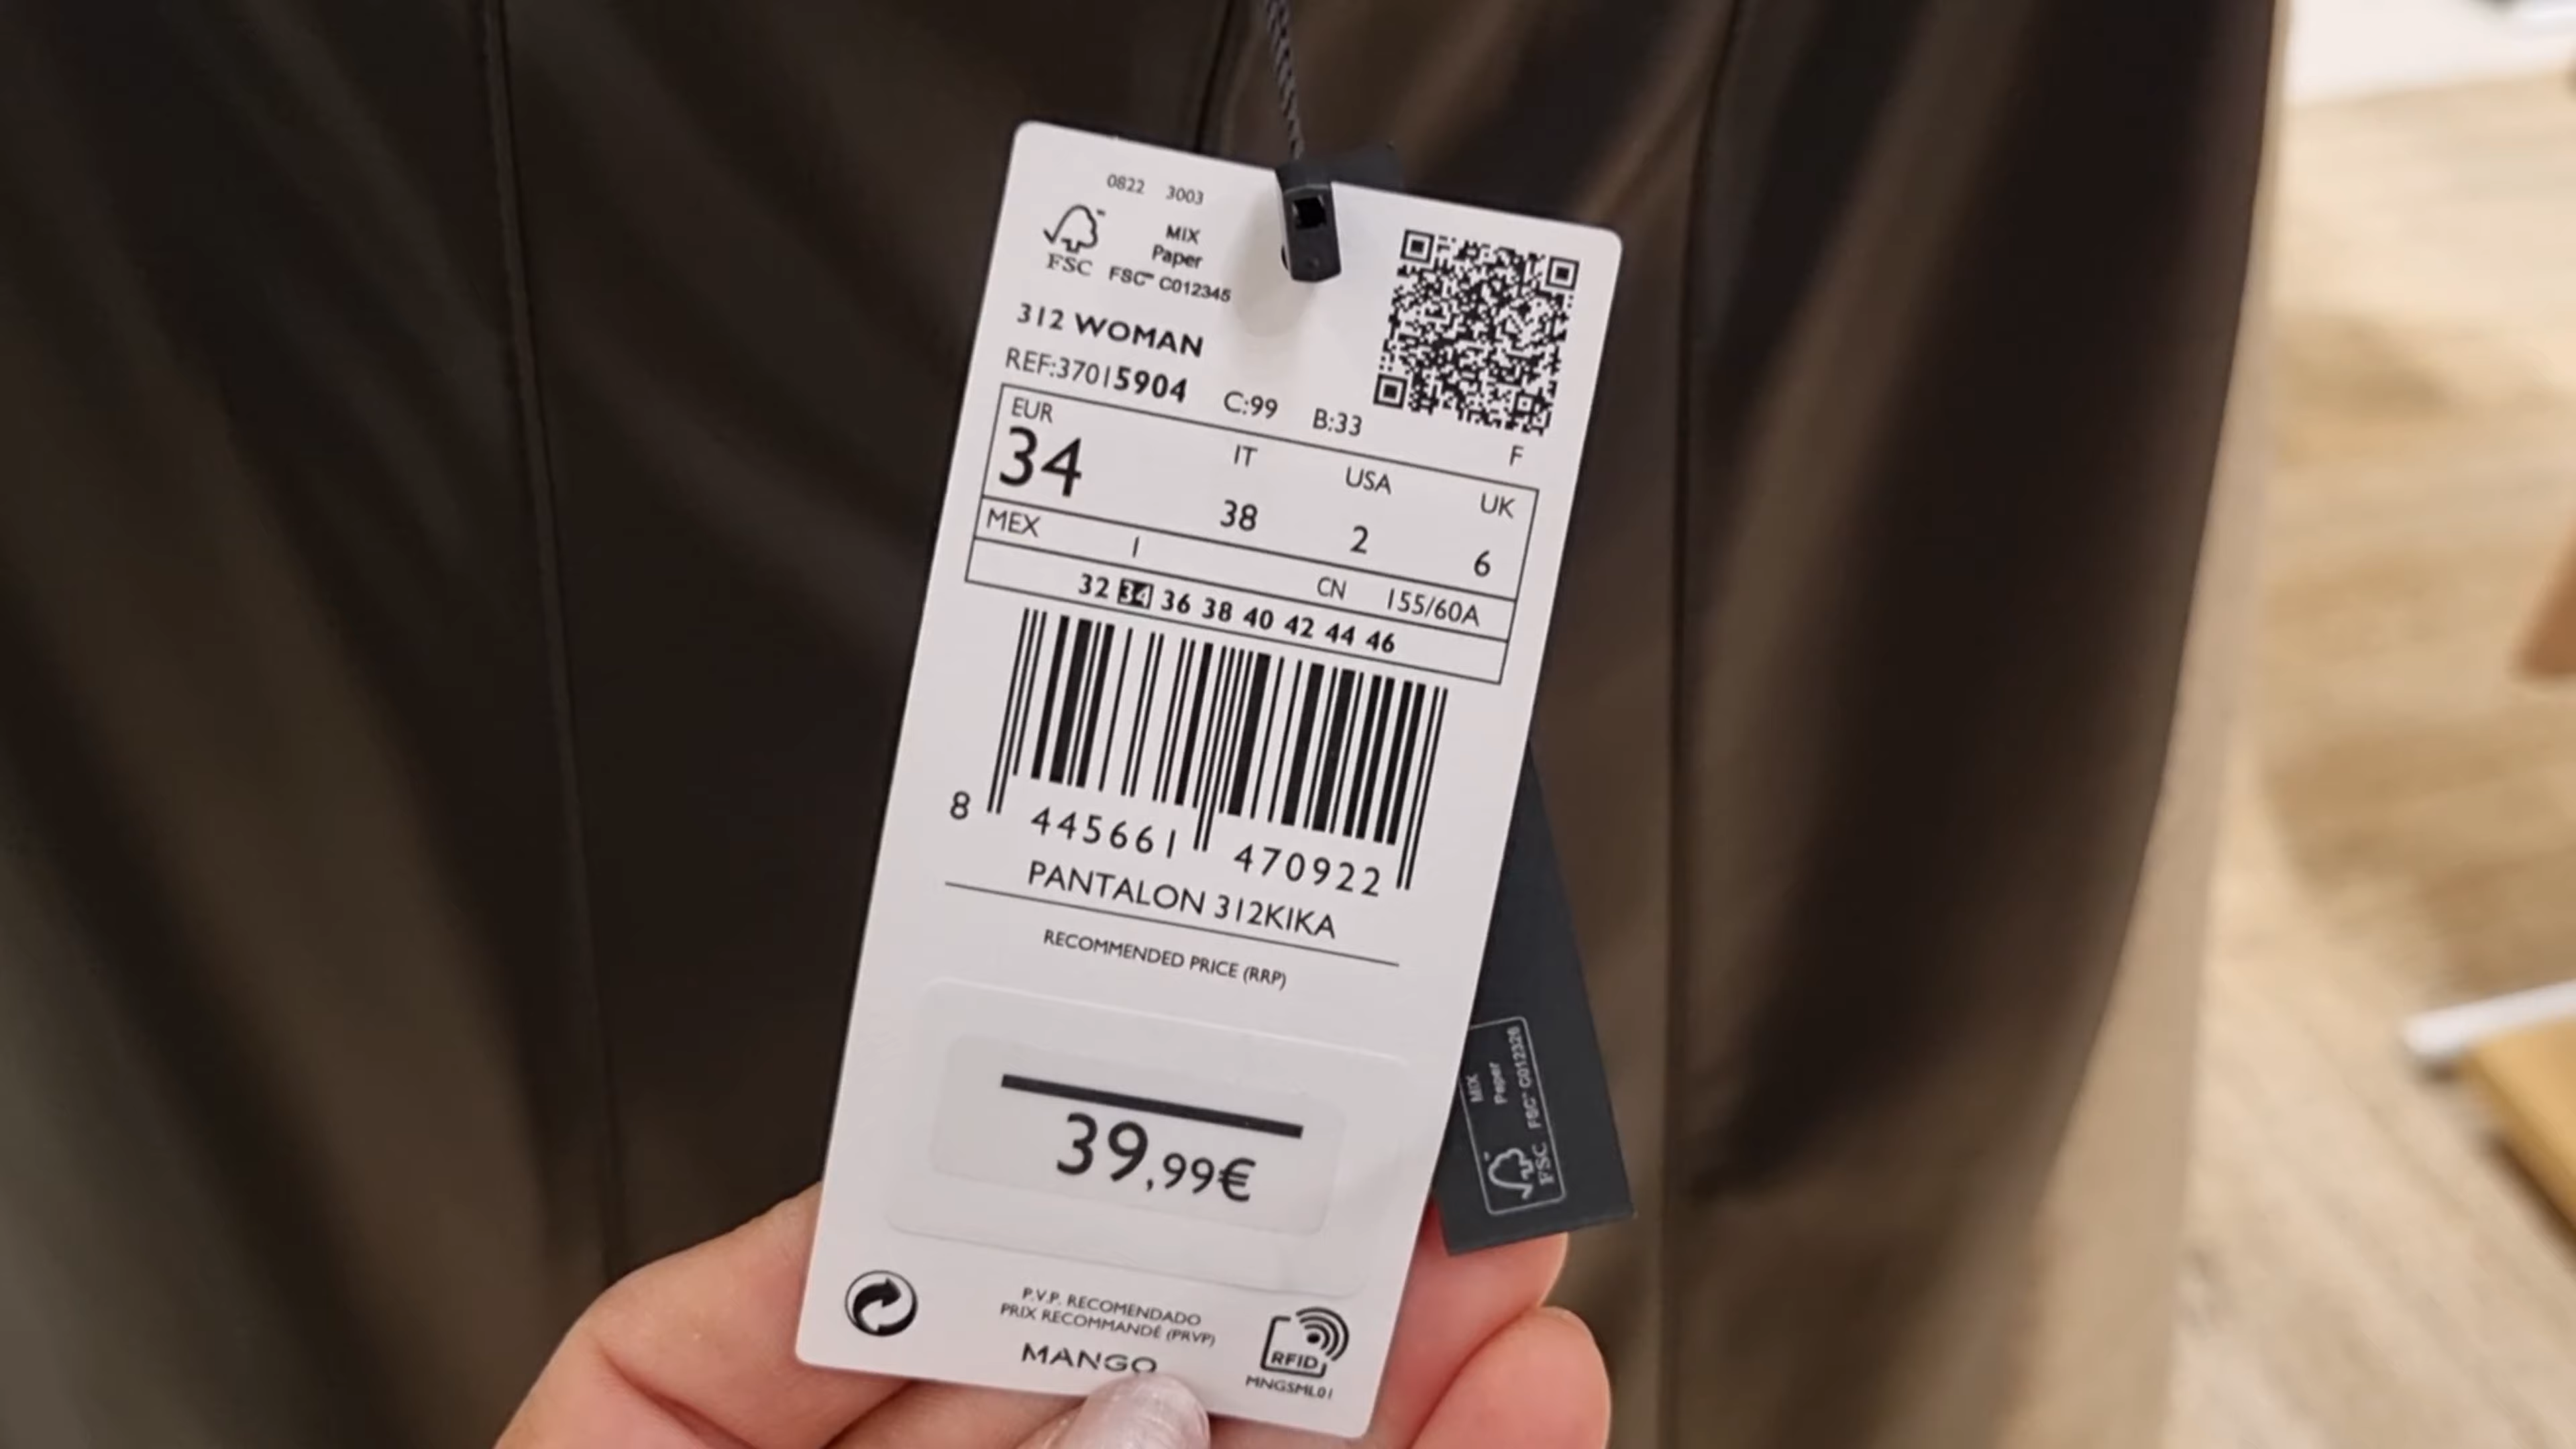 0822 3003
MIX
Paper
FSC FSC™ C012345
312 WOMAN
REF:37015904 C:99 B:33
F
EUR IT USA UK
34 38 2 6
MEX 1 CN 155/60A
32 34 36 38 40 42 44 46
8 445661 470922
PANTALON 312KIKA
RECOMMENDED PRICE (RRP)
39,99€
P.V.P. RECOMENDADO
PRIX RECOMMANDÉ (PRVP)
MANGO
RFID
MNGSML01
MIX
Paper
FSC FSC™ C012326